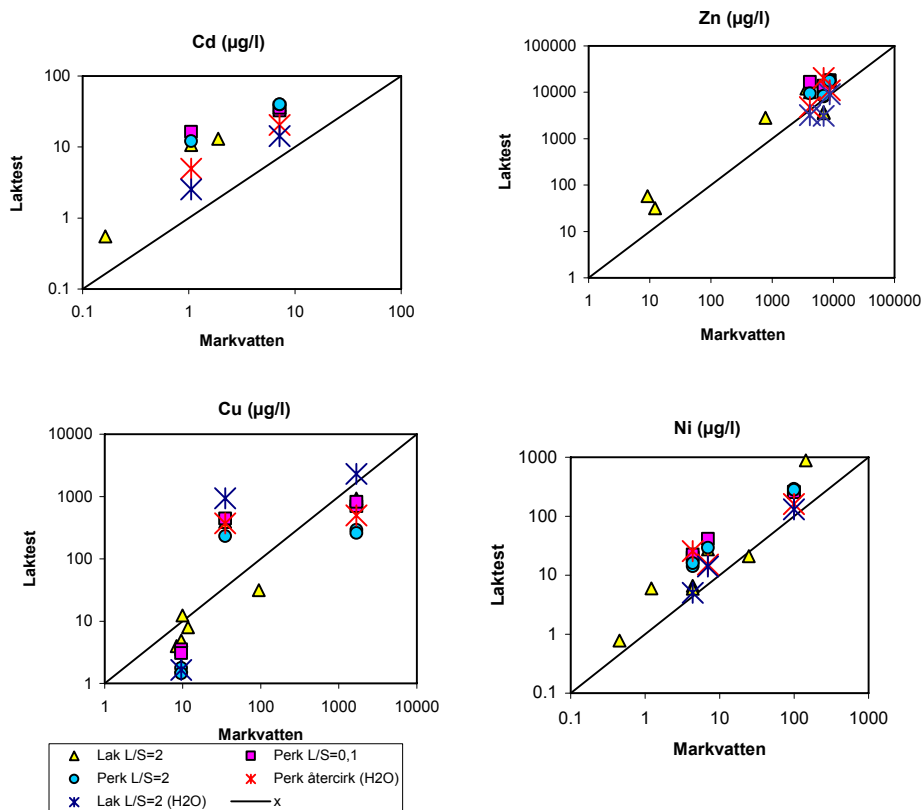 Cd (µg/l)
100
10
1
0.1
0.1
1
10
100
Laktest
Markvatten
Zn (µg/l)
100000
10000
1000
100
10
1
1
10
100
1000
10000
100000
Laktest
Markvatten
Cu (µg/l)
10000
1000
100
10
1
1
10
100
1000
10000
Laktest
Markvatten
Ni (µg/l)
1000
100
10
1
0.1
0.1
1
10
100
1000
Laktest
Markvatten
Lak L/S=2
Perk L/S=0,1
Perk L/S=2
Perk återcirk (H2O)
Lak L/S=2 (H2O)
x